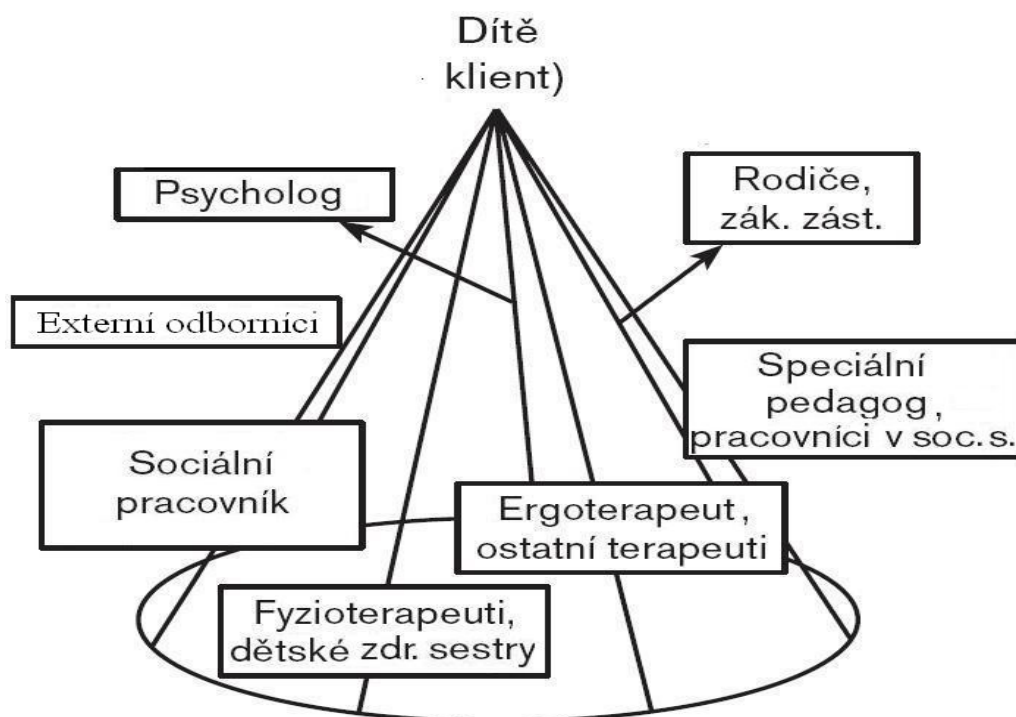 Dítě
klient)
Psycholog
Rodiče,
zák. zást.
Externí odborníci
Speciální
pedagog,
pracovníci v soc. s.
Sociální
pracovník
Ergoterapeut,
ostatní terapeuti
Fyzioterapeuti,
dětské zdr. sestry